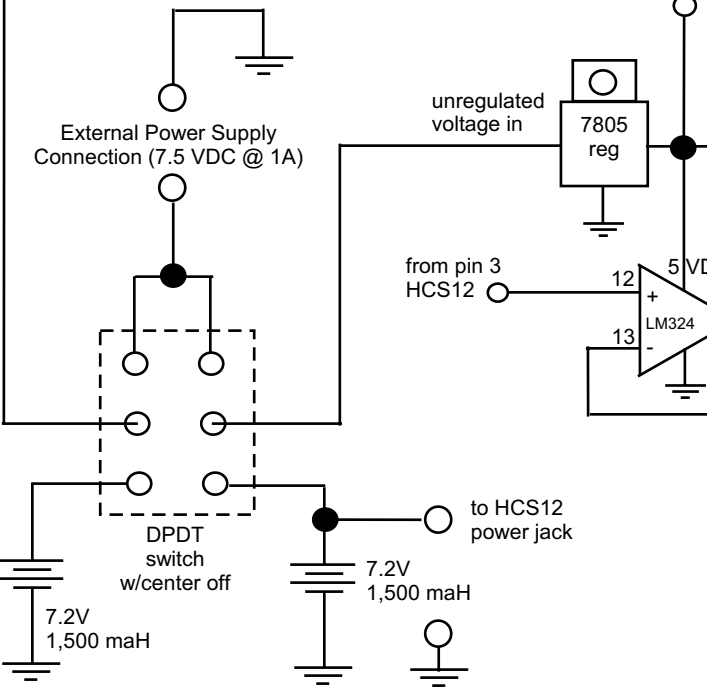 External Power Supply
Connection (7.5 VDC @ 1A)
unregulated
voltage in
7805
reg
from pin 3
HCS12
12
+
5 VD
LM324
13
-
DPDT
switch
w/center off
to HCS12
power jack
7.2V
1,500 maH
7.2V
1,500 maH